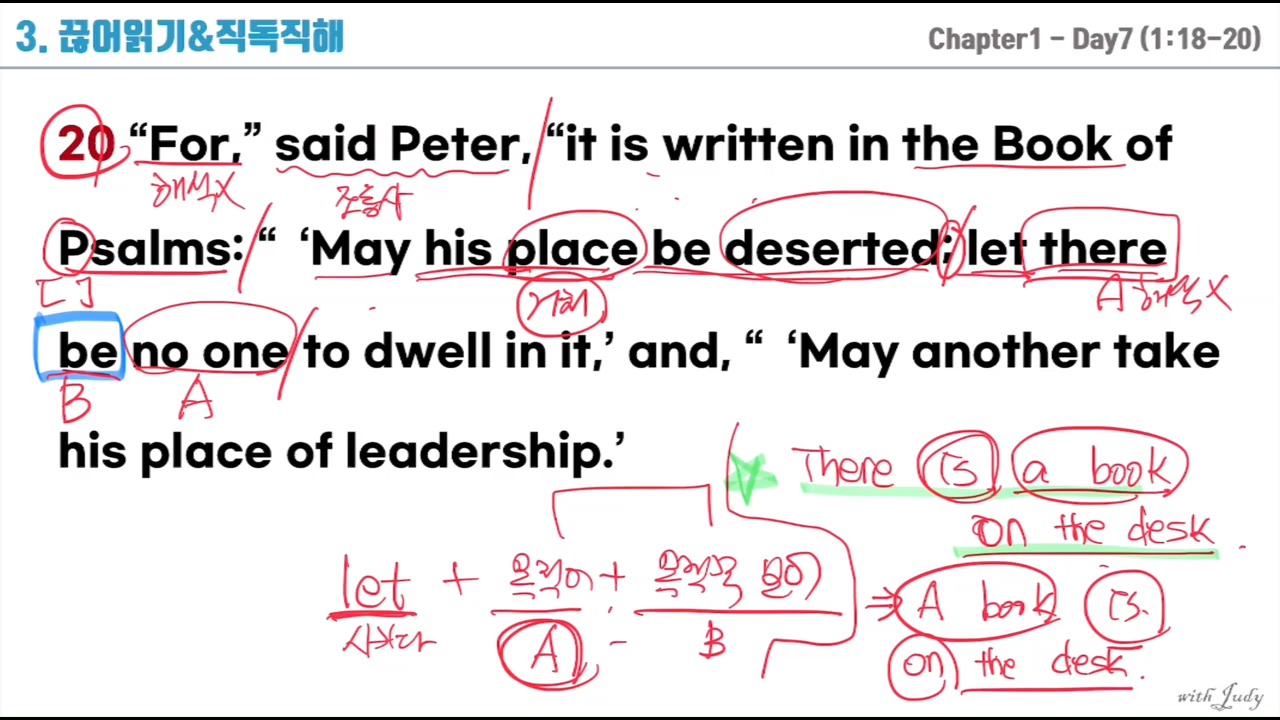 3. 끊어읽기&직독직해
Chapter1 - Day7 (1:18-20)
20 “For,” said Peter, “it is written in the Book of
해석X
전황사
Psalms: “ ‘May his place be deserted; let there
[ ]
거처
A 해석X
be no one to dwell in it,’ and, “ ‘May another take
B
A
his place of leadership.’
There is a book
on the desk.
let + 목적어 + 목적격 보어
시키다
A
B
⇒ A book is
on the desk.
with Judy